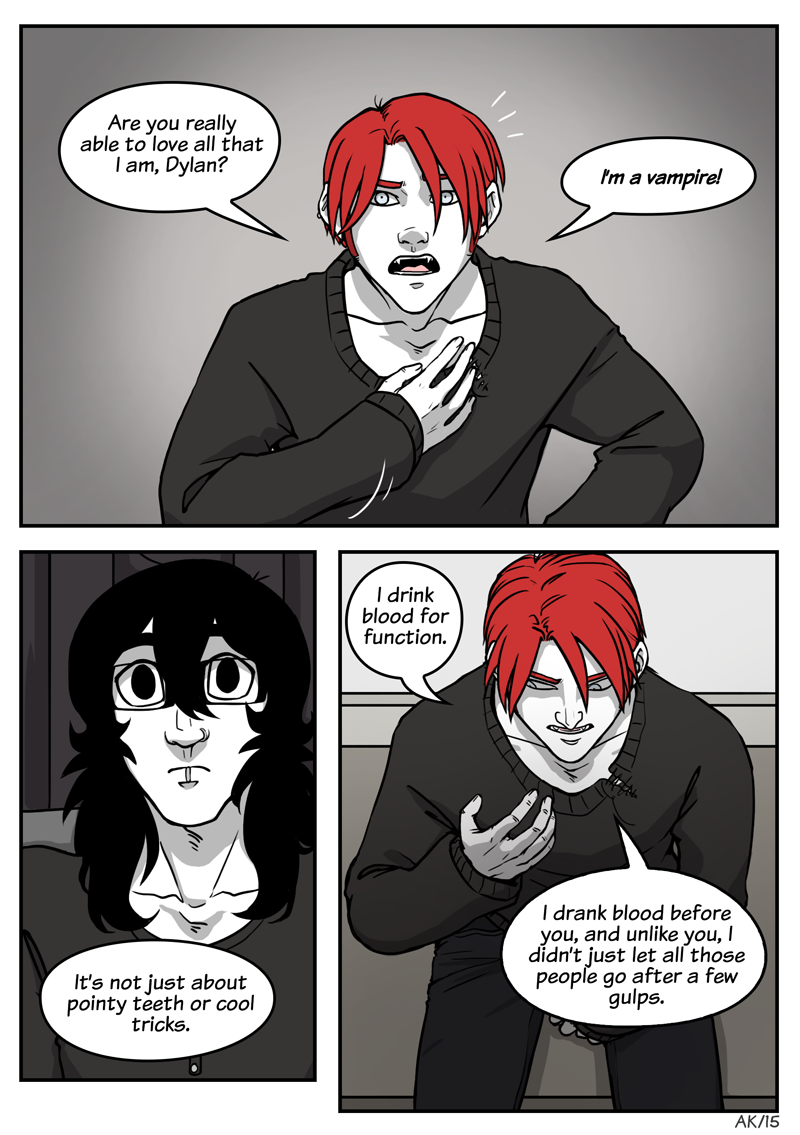 Are you really
able to love all that
I am, Dylan?
I'm a vampire!
It's not just about
pointy teeth or cool
tricks.
I drink
blood for
function.
I drank blood before
you, and unlike you, I
didn't just let all those
people go after a few
gulps.
AK/15